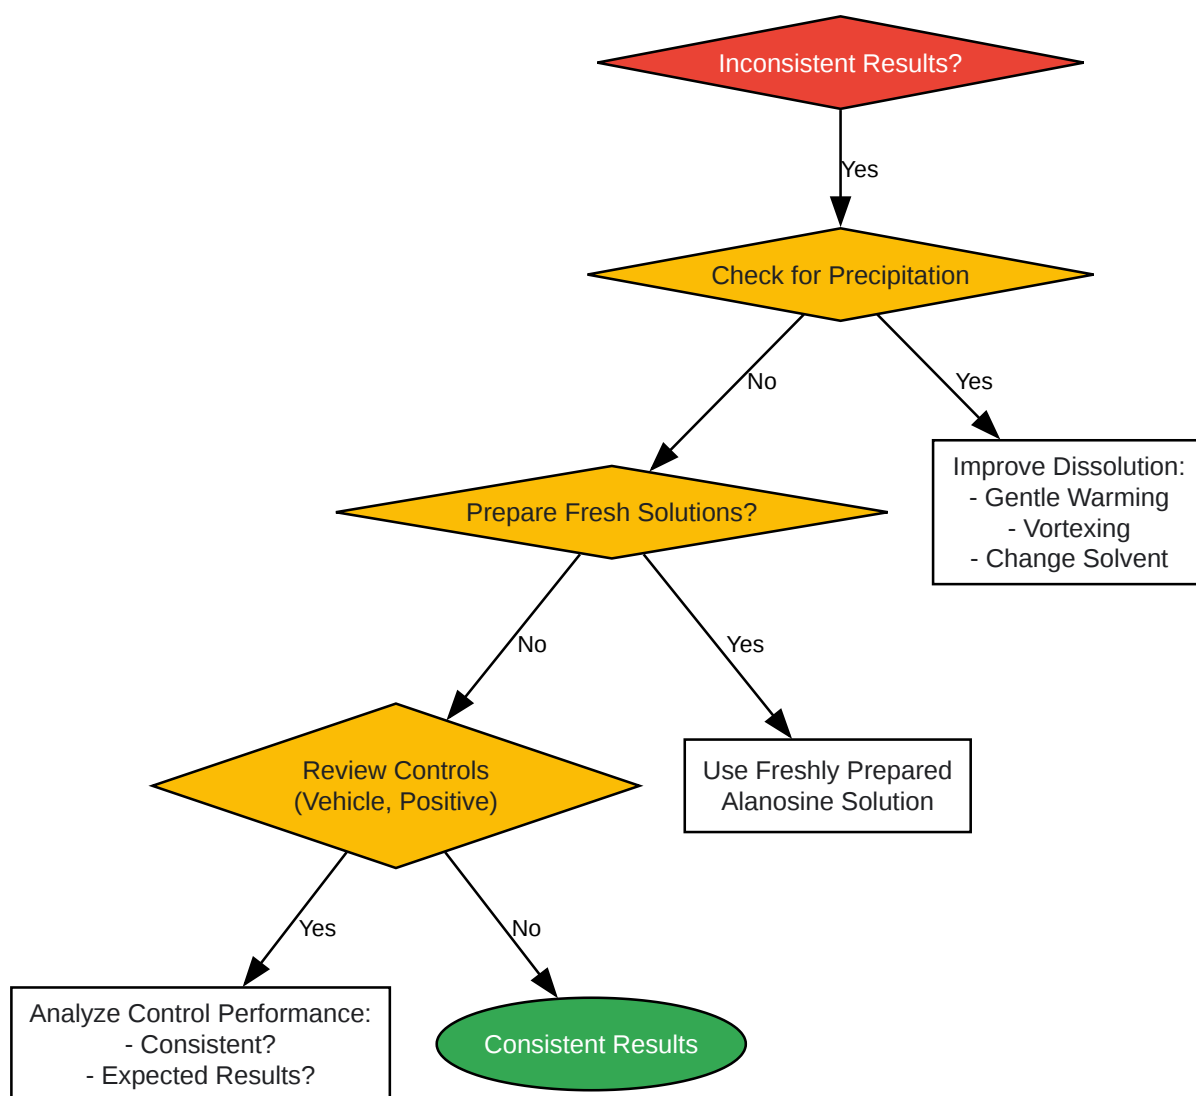 Inconsistent Results?
Yes
Check for Precipitation
No
Yes
Improve Dissolution:
- Gentle Warming
- Vortexing
- Change Solvent
Prepare Fresh Solutions?
No
Yes
Review Controls
(Vehicle, Positive)
Use Freshly Prepared
Alanosine Solution
Yes
No
Analyze Control Performance:
- Consistent?
- Expected Results?
Consistent Results